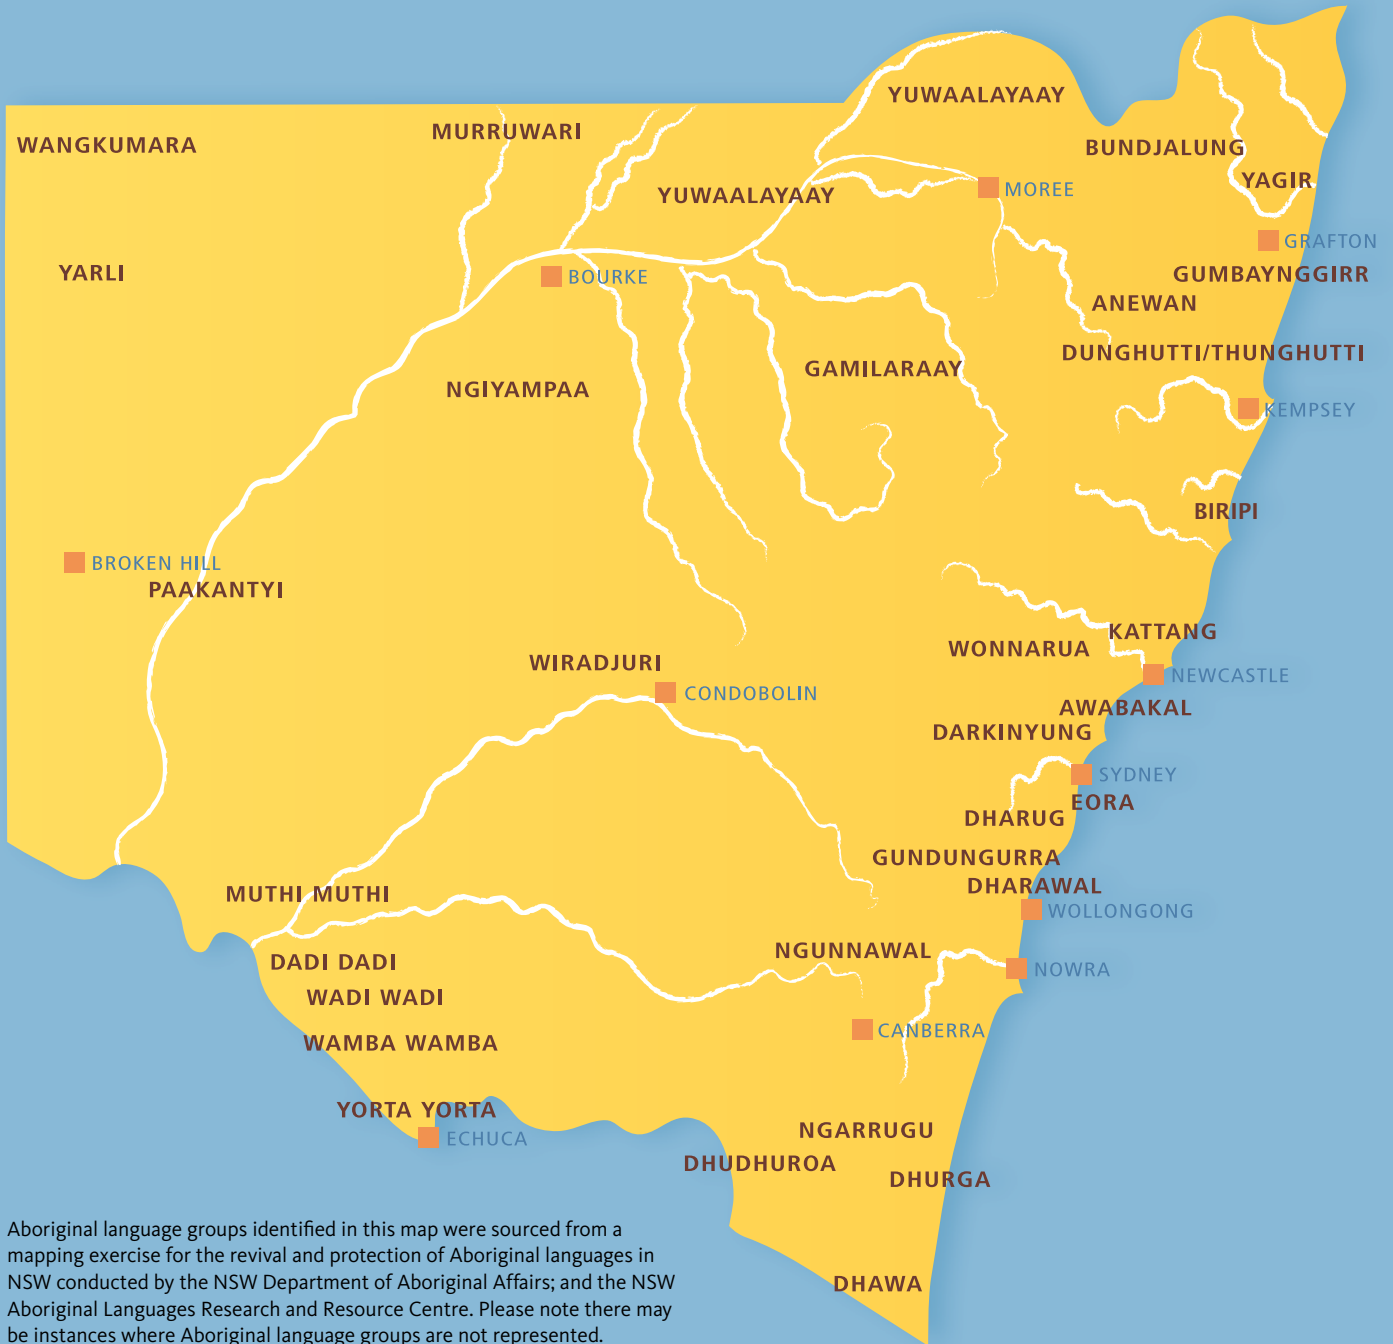 YUWAALAYAAY
MURRUWARI
WANGKUMARA
BUNDJALUNG
YAGIR
MOREE
YUWAALAYAAY
GRAFTON
YARLI
BOURKE
GUMBAYNGGIRR
ANEWAN
DUNGHUTTI/THUNGHUTTI
GAMILARAAY
NGIYAMPAA
KEMPSEY
BIRIPI
BROKEN HILL
PAAKANTYI
KATTANG
WONNARUA
WIRADJURI
NEWCASTLE
CONDOBOLIN
AWABAKAL
DARKINYUNG
SYDNEY
EORA
DHARUG
GUNDUNGURRA
DHARAWAL
MUTHI MUTHI
WOLLONGONG
NGUNNAWAL
DADI DADI
NOWRA
WADI WADI
CANBERRA
WAMBA WAMBA
YORTA YORTA
NGARRUGU
ECHUCA
DHUDHUROA
DHURGA
DHAWA
Aboriginal language groups identified in this map were sourced from a
mapping exercise for the revival and protection of Aboriginal languages in
NSW conducted by the NSW Department of Aboriginal Affairs; and the NSW
Aboriginal Languages Research and Resource Centre. Please note there may
be instances where Aboriginal language groups are not represented.